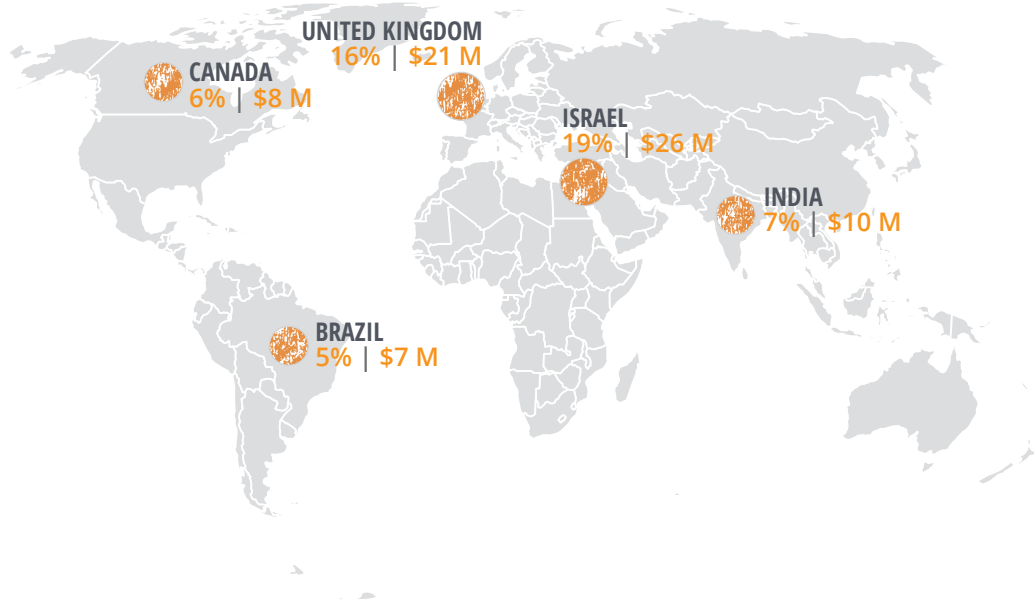 UNITED KINGDOM
16% | $21 M
CANADA
6% | $8 M
ISRAEL
19% | $26 M
INDIA
7% | $10 M
BRAZIL
5% | $7 M